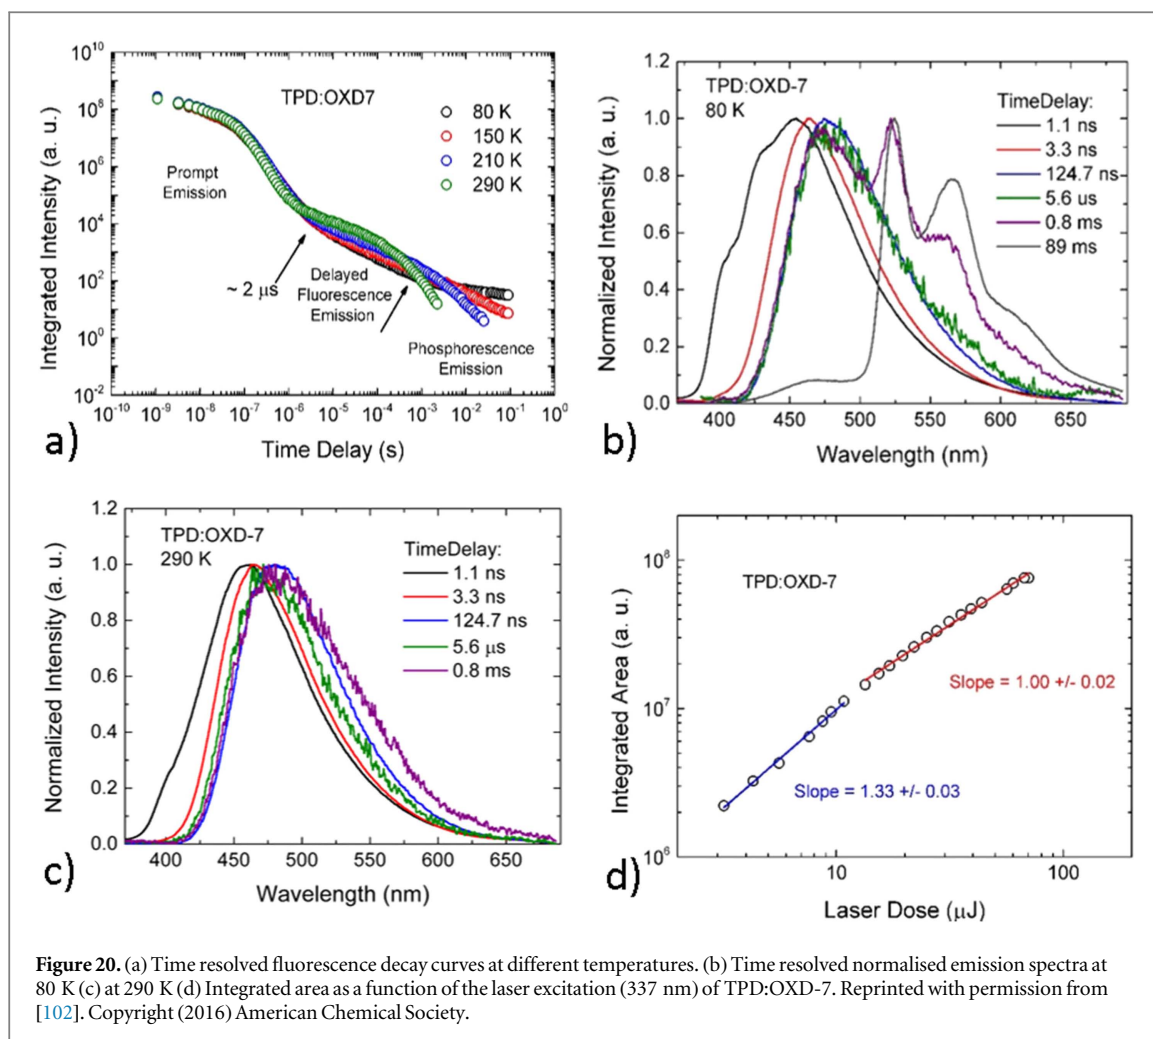 10^10
10^8
10^6
10^4
10^2
10^0
10^-2
Integrated Intensity (a. u.)
TPD:OXD7
80 K
150 K
210 K
290 K
Prompt
Emission
~ 2 µs
Delayed
Fluorescence
Emission
Phosphorescence
Emission
10^-10 10^-9 10^-8 10^-7 10^-6 10^-5 10^-4 10^-3 10^-2 10^-1 10^0
Time Delay (s)
a)
1.2
1.0
0.8
0.6
0.4
0.2
0.0
Normalized Intensity (a. u.)
TPD:OXD-7
80 K
TimeDelay:
1.1 ns
3.3 ns
124.7 ns
5.6 us
0.8 ms
89 ms
400 450 500 550 600 650
Wavelength (nm)
b)
1.2
1.0
0.8
0.6
0.4
0.2
0.0
Normalized Intensity (a. u.)
TPD:OXD-7
290 K
TimeDelay:
1.1 ns
3.3 ns
124.7 ns
5.6 µs
0.8 ms
400 450 500 550 600 650
Wavelength (nm)
c)
10^8
10^7
10^6
Integrated Area (a. u.)
TPD:OXD-7
Slope = 1.00 +/- 0.02
Slope = 1.33 +/- 0.03
10 100
Laser Dose (µJ)
d)
Figure 20. (a) Time resolved fluorescence decay curves at different temperatures. (b) Time resolved normalised emission spectra at
80 K (c) at 290 K (d) Integrated area as a function of the laser excitation (337 nm) of TPD:OXD-7. Reprinted with permission from
[102]. Copyright (2016) American Chemical Society.